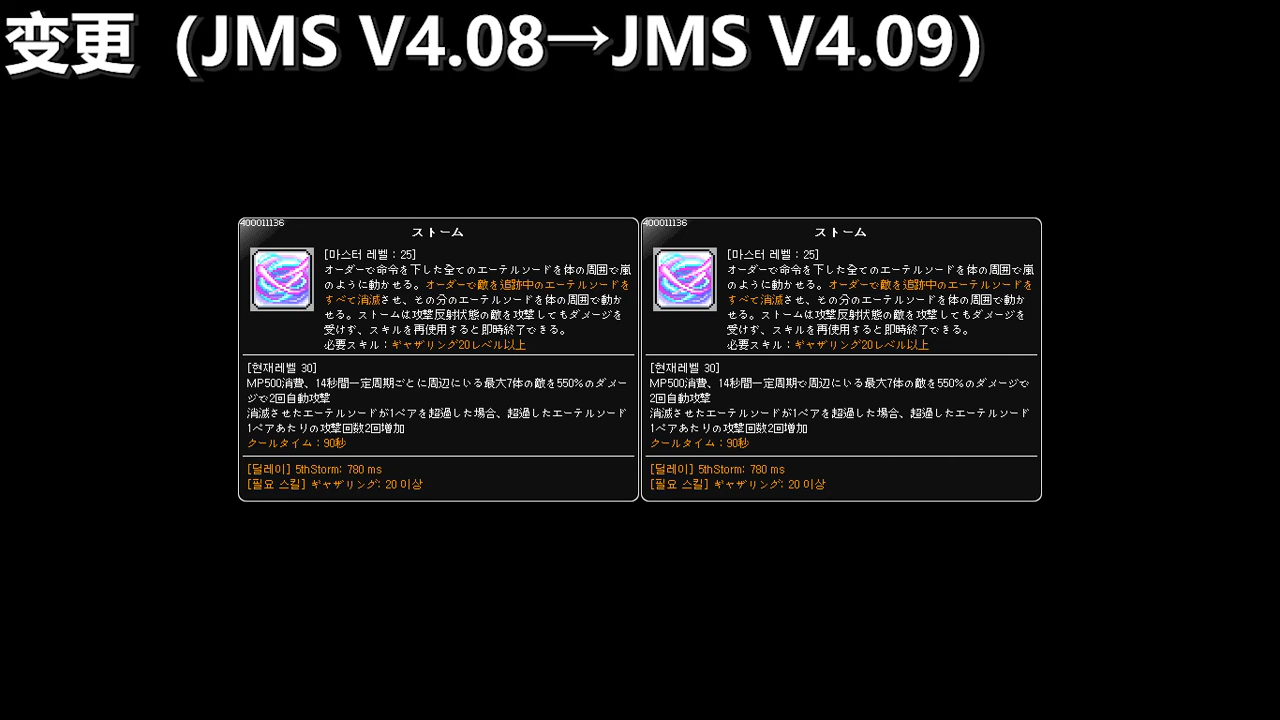 变更（JMS V4.08→JMS V4.09）
400011136
ストーム
[마스터 레벨 : 25]
オーダーで命令を下した全てのエーテルソードを体の周囲で嵐
のように動かせる。オーダーで敵を追跡中のエーテルソードを
すべて消滅させ、その分のエーテルソードを体の周囲で動か
せる。ストームは攻撃反射状態の敵を攻撃してもダメージを
受けず、スキルを再使用すると即時終了できる。
必要スキル：ギャザリング20レベル以上
[현재레벨 30]
MP500消費、14秒間一定周期ごとに周辺にいる最大7体の敵を550%のダメー
ジで2回自動攻撃
消滅させたエーテルソードが1ペアを超過した場合、超過したエーテルソード
1ペアあたりの攻撃回数2回増加
クールタイム：90秒
[딜레이] 5thStorm: 780 ms
[필요 스킬] ギャザリング: 20 이상
400011136
ストーム
[마스터 레벨 : 25]
オーダーで命令を下した全てのエーテルソードを体の周囲で嵐
のように動かせる。オーダーで敵を追跡中のエーテルソードを
すべて消滅させ、その分のエーテルソードを体の周囲で動か
せる。ストームは攻撃反射状態の敵を攻撃してもダメージを
受けず、スキルを再使用すると即時終了できる。
必要スキル：ギャザリング20レベル以上
[현재레벨 30]
MP500消費、14秒間一定周期で周辺にいる最大7体の敵を550%のダメージで
2回自動攻撃
消滅させたエーテルソードが1ペアを超過した場合、超過したエーテルソード
1ペアあたりの攻撃回数2回増加
クールタイム：90秒
[딜레이] 5thStorm: 780 ms
[필요 스킬] ギャザリング: 20 이상